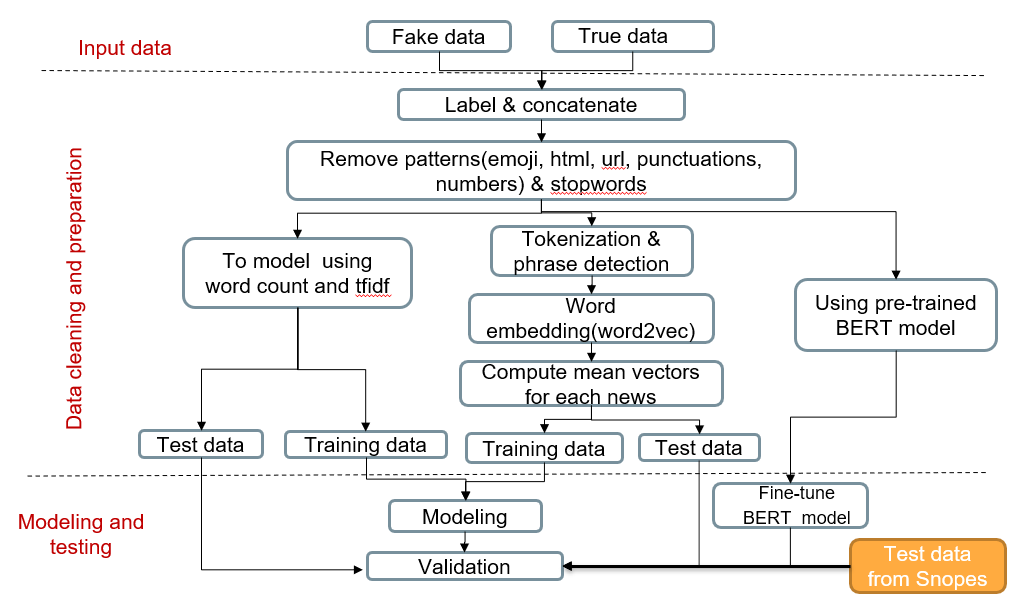 Fake data
True data
Input data
Label & concatenate
Remove patterns(emoji, html, url, punctuations,
numbers) & stopwords
Data cleaning and preparation
To model  using
word count and tfidf
Tokenization &
phrase detection
Word
embedding(word2vec)
Using pre-trained
BERT model
Compute mean vectors
for each news
Test data
Training data
Training data
Test data
Modeling and
testing
Fine-tune
BERT  model
Modeling
Validation
Test data
from Snopes